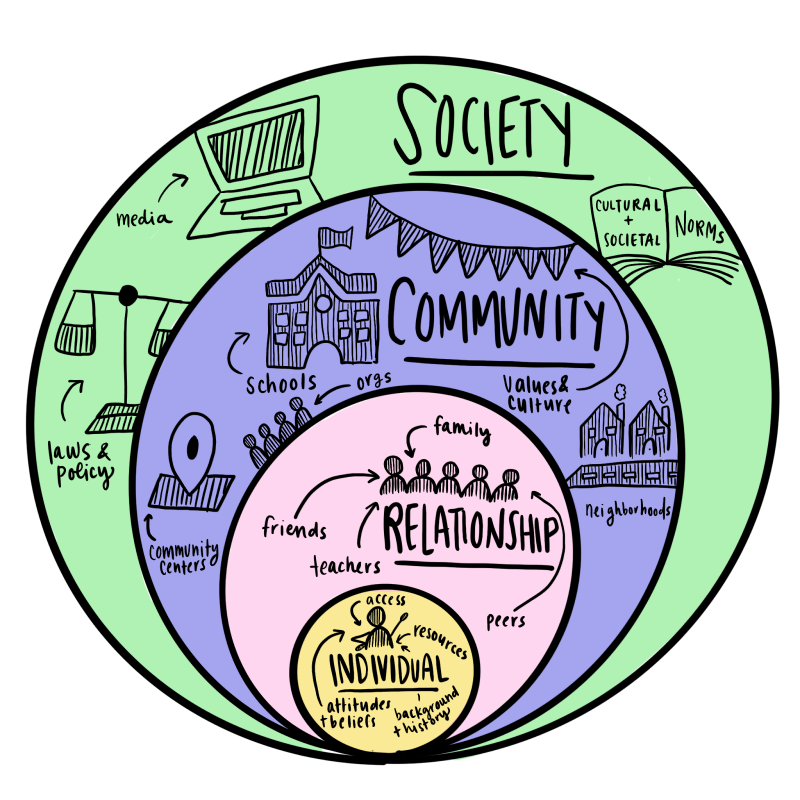 SOCIETY
media
CULTURAL
+
SOCIETAL
NORMS
laws &
policy
COMMUNITY
schools
orgs
values &
culture
neighborhoods
community
centers
RELATIONSHIP
family
friends
teachers
peers
INDIVIDUAL
access
resources
attitudes
+ beliefs
background
+ history